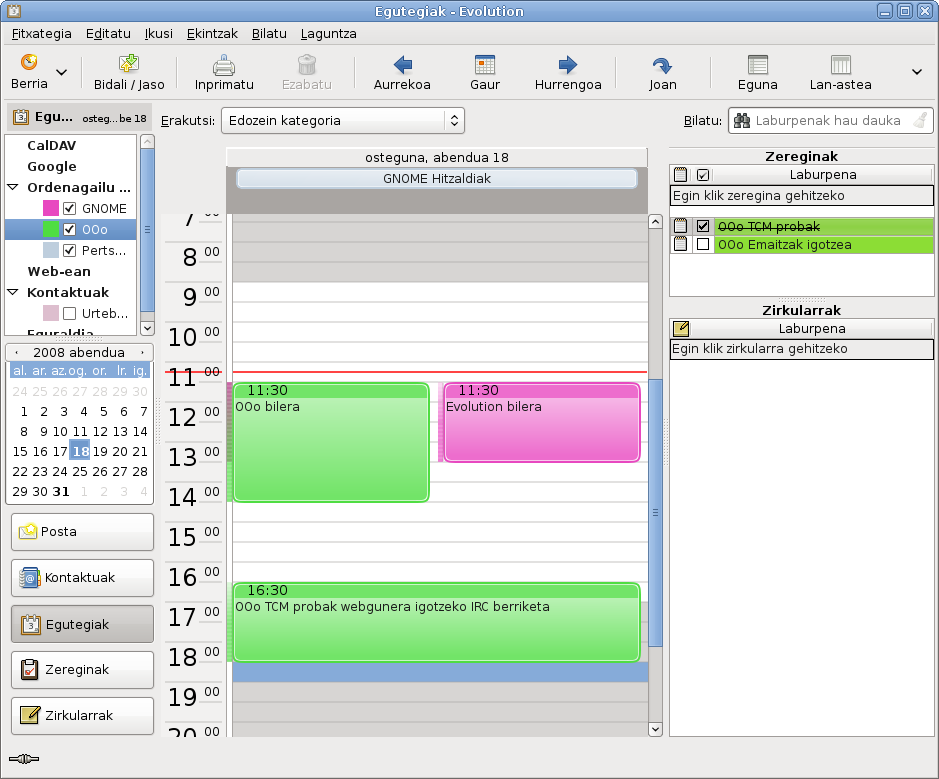 Egutegiak - Evolution
Fitxategia Editatu Ikusi Ekintzak Bilatu Laguntza
Berria Bidali / Jaso Inprimatu Ezabatu Aurrekoa Gaur Hurrengoa Joan Eguna Lan-astea
Egu... osteg...be 18
Erakutsi: Edozein kategoria
Bilatu: Laburpenak hau dauka
CalDAV
Google
Ordenagailu ...
GNOME
OOo
Perts...
Web-ean
Kontaktuak
Urteb...
Eguraldia
2008 abendua
al. ar. az. og. or. lr. ig.
24 25 26 27 28 29 30
1 2 3 4 5 6 7
8 9 10 11 12 13 14
15 16 17 18 19 20 21
22 23 24 25 26 27 28
29 30 31 1 2 3 4
Posta
Kontaktuak
Egutegiak
Zereginak
Zirkularrak
osteguna, abendua 18
GNOME Hitzaldiak
7 00
8 00
9 00
10 00
11 00
11:30
OOo bilera
11:30
Evolution bilera
12 00
13 00
14 00
15 00
16 00
16:30
OOo TCM probak webgunera igotzeko IRC berriketa
17 00
18 00
19 00
20 00
Zereginak
Laburpena
Egin klik zeregina gehitzeko
OOo TCM probak
OOo Emaitzak igotzea
Zirkularrak
Laburpena
Egin klik zirkularra gehitzeko